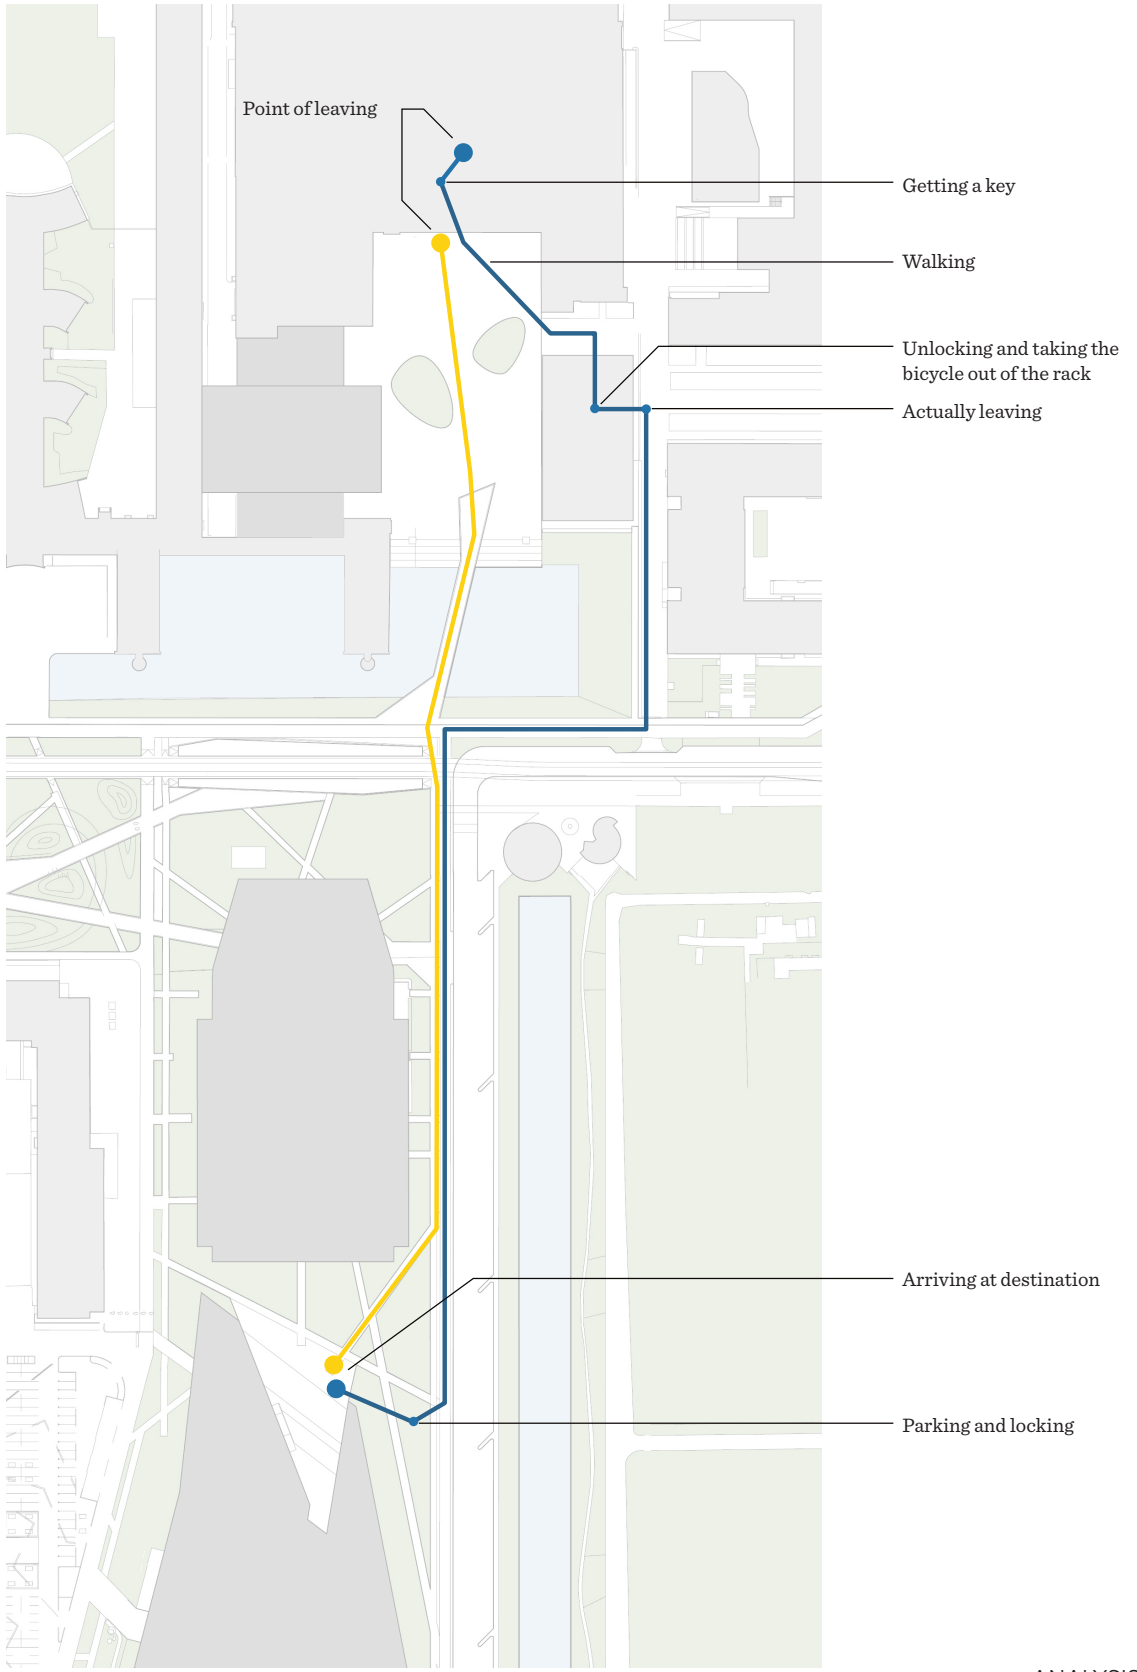 Point of leaving
Getting a key
Walking
Unlocking and taking the
bicycle out of the rack
Actually leaving
Arriving at destination
Parking and locking